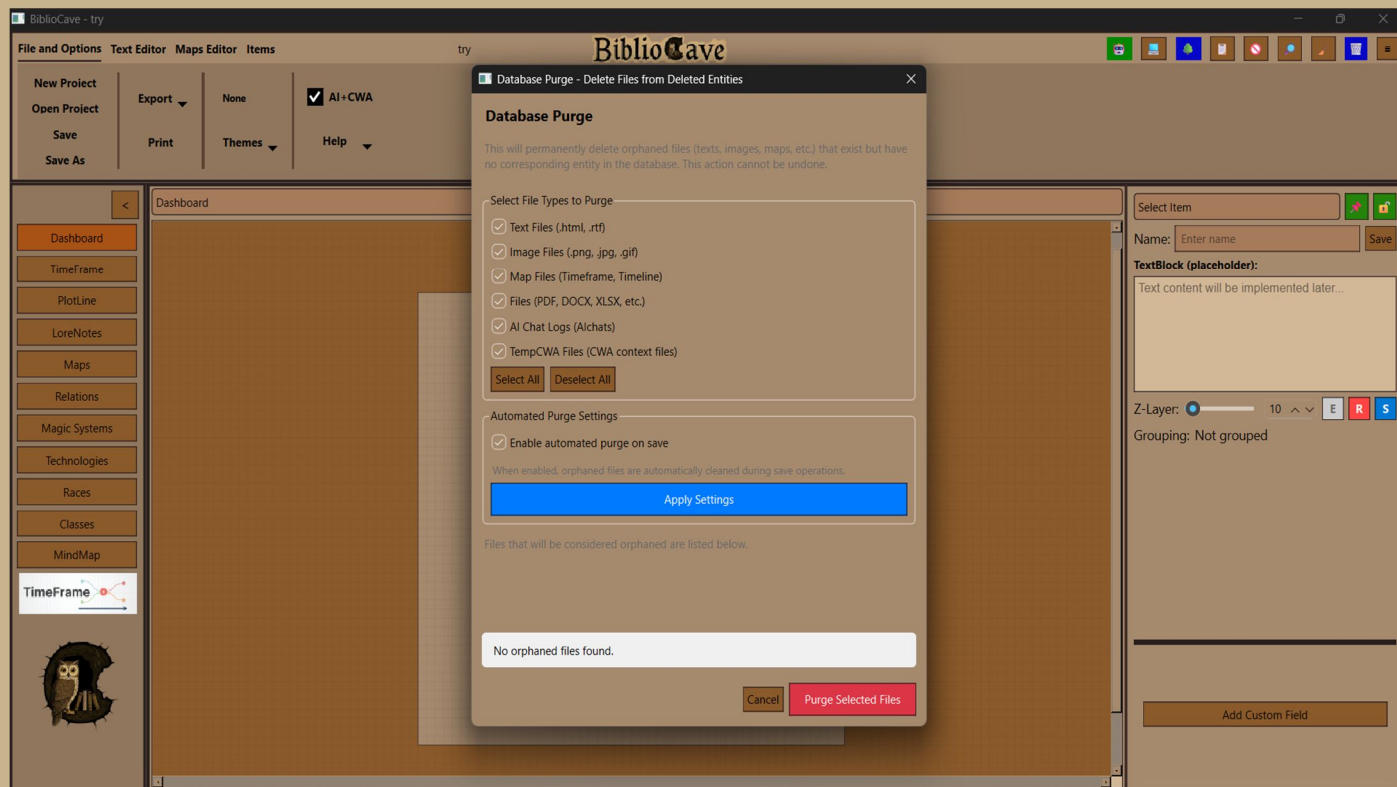 BiblioCave - try
File and Options Text Editor Maps Editor Items
try
BiblioCave
New Project
Open Project
Save
Save As
Export
Print
None
Themes
AI+CWA
Help
<
Dashboard
TimeFrame
PlotLine
LoreNotes
Maps
Relations
Magic Systems
Technologies
Races
Classes
MindMap
TimeFrame
Dashboard
Database Purge - Delete Files from Deleted Entities
Database Purge
This will permanently delete orphaned files (texts, images, maps, etc.) that exist but have
no corresponding entity in the database. This action cannot be undone.
Select File Types to Purge
Text Files (.html, .rtf)
Image Files (.png, .jpg, .gif)
Map Files (Timeframe, Timeline)
Files (PDF, DOCX, XLSX, etc.)
AI Chat Logs (AIchats)
TempCWA Files (CWA context files)
Select All Deselect All
Automated Purge Settings
Enable automated purge on save
When enabled, orphaned files are automatically cleaned during save operations.
Apply Settings
Files that will be considered orphaned are listed below.
No orphaned files found.
Cancel Purge Selected Files
Select Item
Name: Enter name Save
TextBlock (placeholder):
Text content will be implemented later...
Z-Layer: 10 E R S
Grouping: Not grouped
Add Custom Field